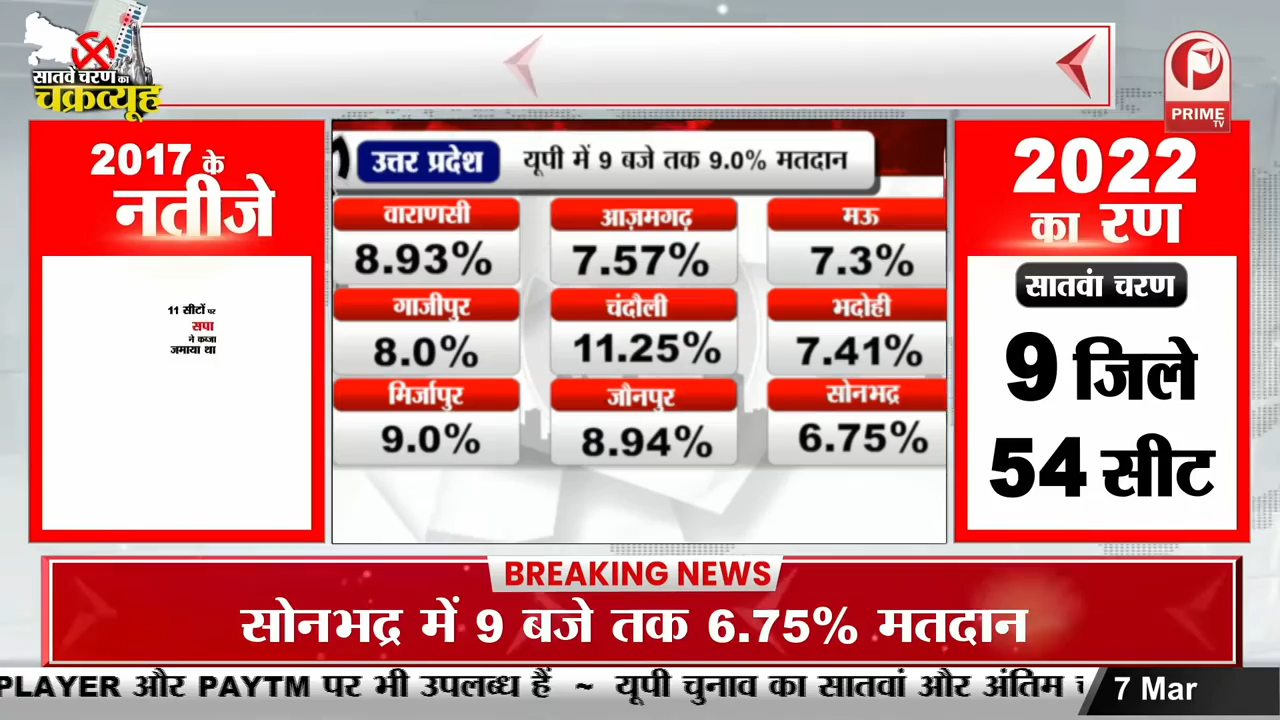 सातवें चरण का
चक्रव्यूह
PRIME
TV
2017 के
नतीजे
11 सीटों पर
सपा
ने कब्जा
जमाया था
उत्तर प्रदेश
यूपी में 9 बजे तक 9.0% मतदान
वाराणसी आज़मगढ़ मऊ
8.93% 7.57% 7.3%
गाजीपुर चंदौली भदोही
8.0% 11.25% 7.41%
मिर्जापुर जौनपुर सोनभद्र
9.0% 8.94% 6.75%
2022
का रण
सातवां चरण
9 जिले
54 सीट
BREAKING NEWS
सोनभद्र में 9 बजे तक 6.75% मतदान
PLAYER और PAYTM पर भी उपलब्ध हैं ~ यूपी चुनाव का सातवां और अंतिम
7 Mar